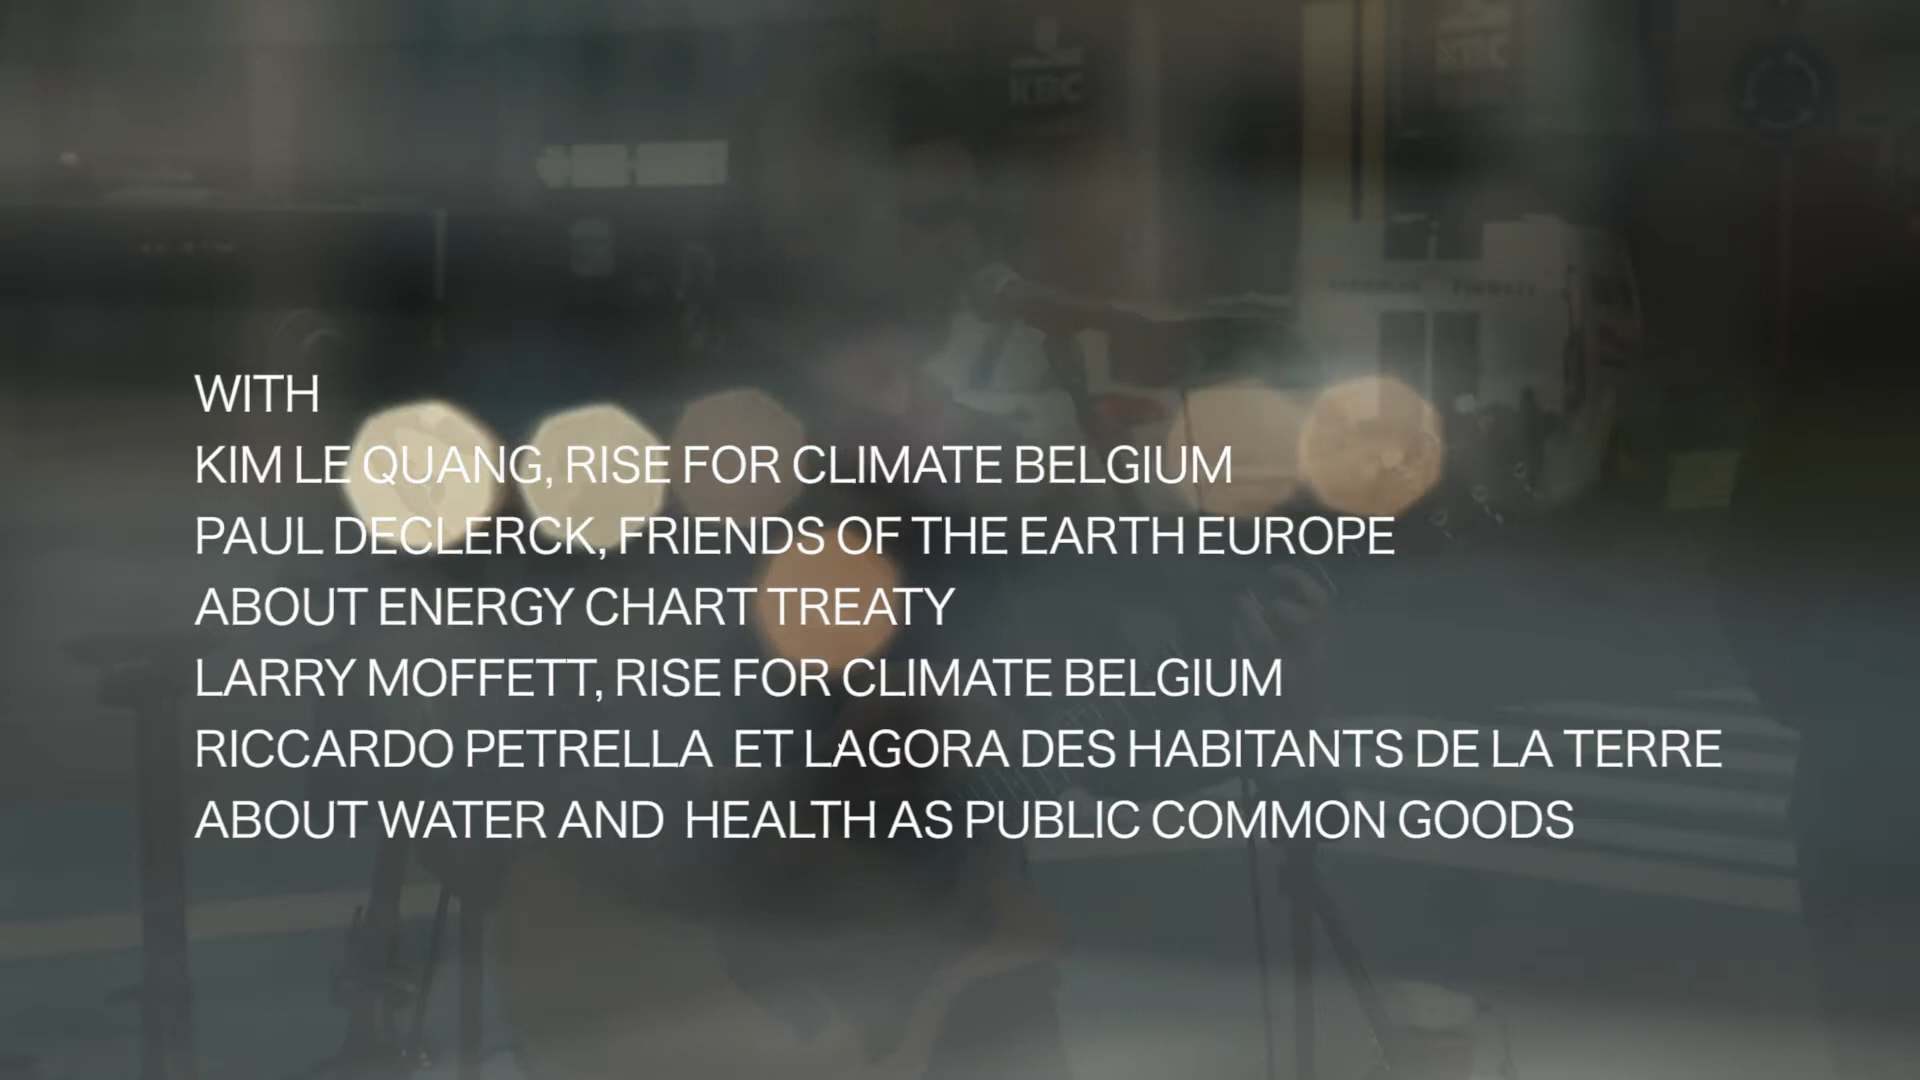 WITH
KIM LE QUANG, RISE FOR CLIMATE BELGIUM
PAUL DECLERCK, FRIENDS OF THE EARTH EUROPE
ABOUT ENERGY CHART TREATY
LARRY MOFFETT, RISE FOR CLIMATE BELGIUM
RICCARDO PETRELLA  ET LAGORA DES HABITANTS DE LA TERRE
ABOUT WATER AND  HEALTH AS PUBLIC COMMON GOODS